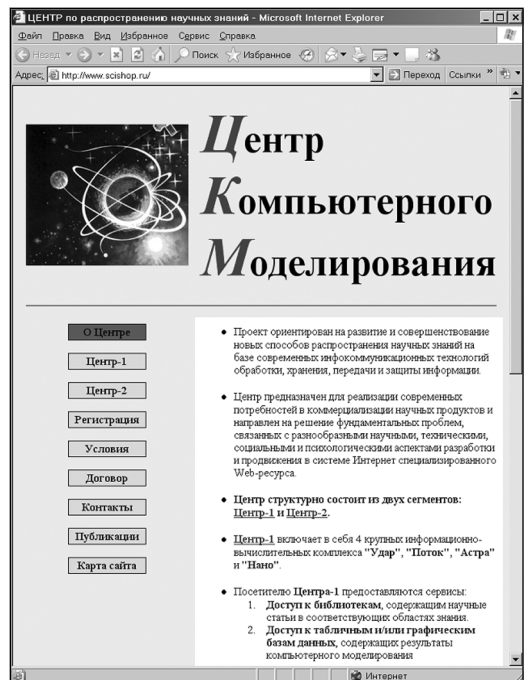 ЦЕНТР по распространению научных знаний - Microsoft Internet Explorer
Файл Правка Вид Избранное Сервис Справка
Назад Поиск Избранное
Адрес: http://www.scishop.ru/ Переход Ссылки »
Центр
Компьютерного
Моделирования
О Центре
Центр-1
Центр-2
Регистрация
Условия
Договор
Контакты
Публикации
Карта сайта
• Проект ориентирован на развитие и совершенствование
новых способов распространения научных знаний на
базе современных инфокоммуникационных технологий
обработки, хранения, передачи и защиты информации.
• Центр предназначен для реализации современных
потребностей в коммерциализации научных продуктов и
направлен на решение фундаментальных проблем,
связанных с разнообразными научными, техническими,
социальными и психологическими аспектами разработки
и продвижения в системе Интернет специализированного
Web-ресурса.
• Центр структурно состоит из двух сегментов:
Центр-1 и Центр-2.
• Центр-1 включает в себя 4 крупных информационно-
вычислительных комплекса "Удар", "Поток", "Астра"
и "Нано".
• Посетителю Центра-1 предоставляются сервисы:
1. Доступ к библиотекам, содержащим научные
статьи в соответствующих областях знания.
2. Доступ к табличным и/или графическим
базам данных, содержащих результаты
компьютерного моделирования
Интернет